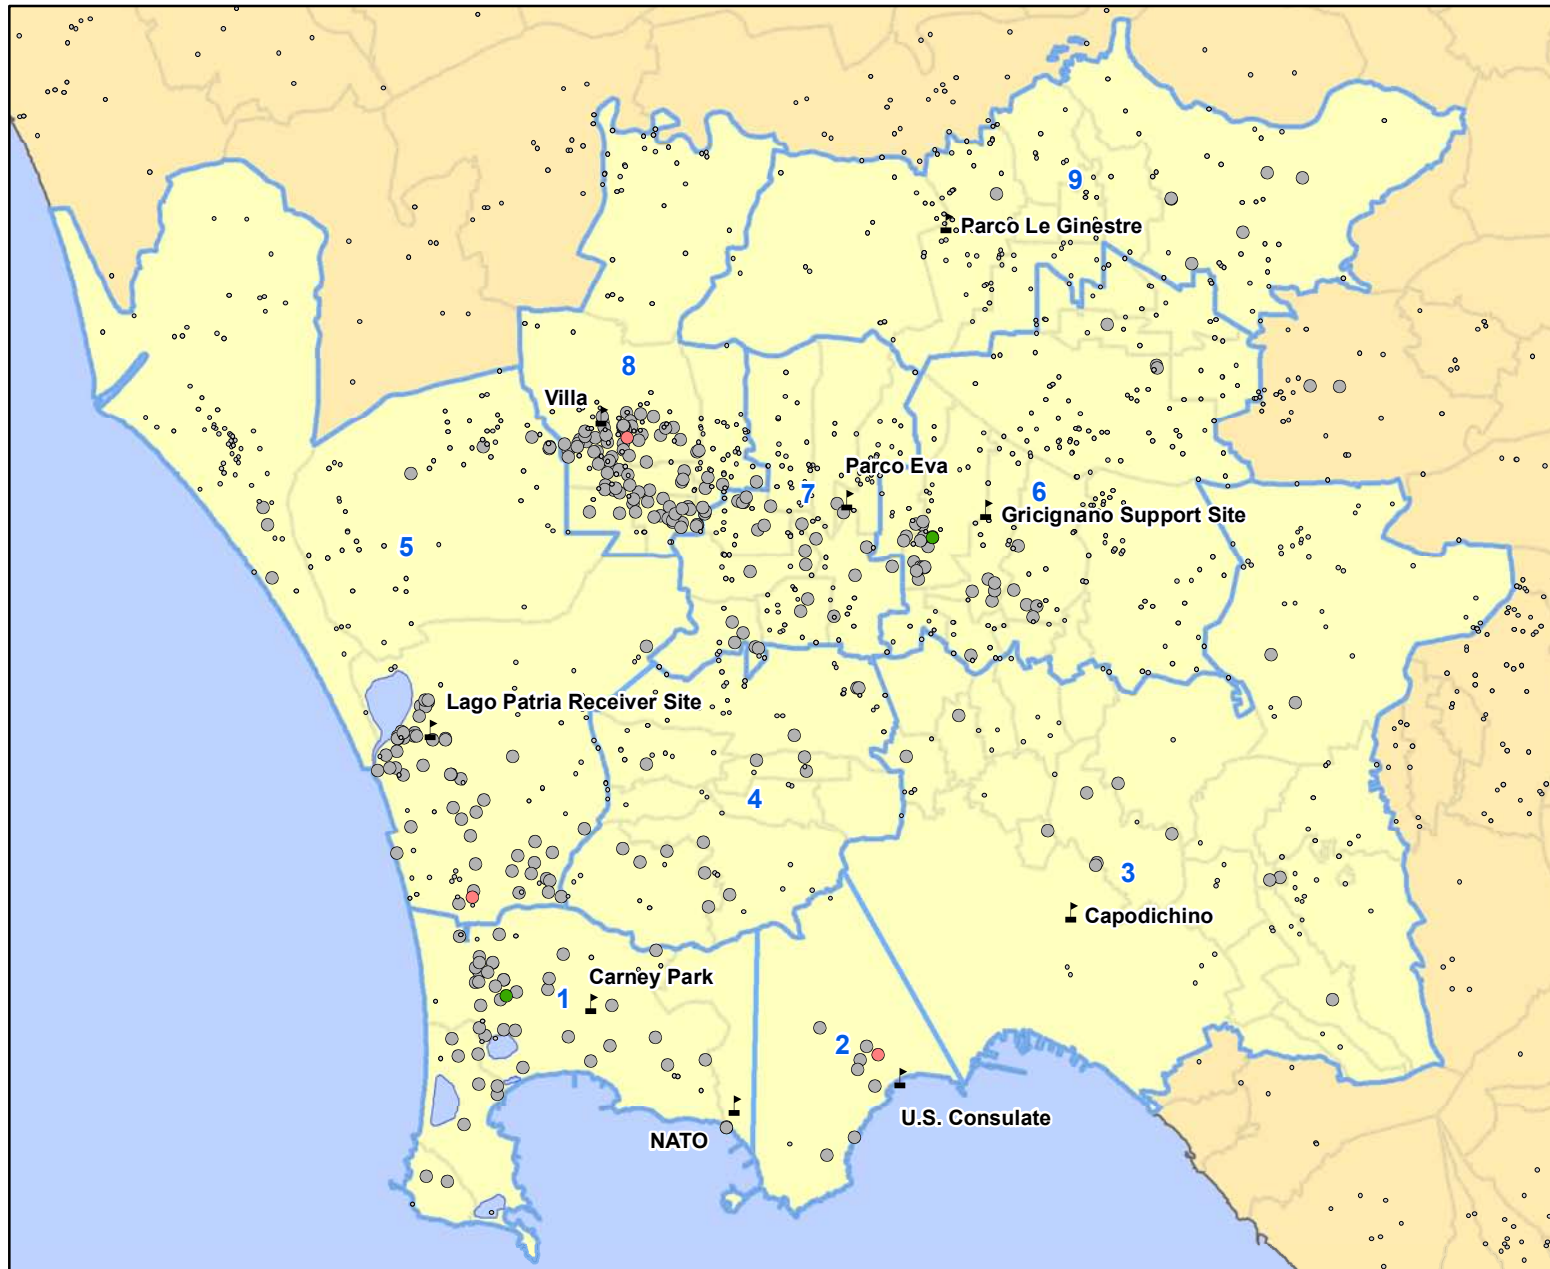 9
Parco Le Ginestre
8
Villa
Parco Eva
7
6
Gricignano Support Site
5
Lago Patria Receiver Site
4
3
Capodichino
Carney Park
1
2
U.S. Consulate
NATO